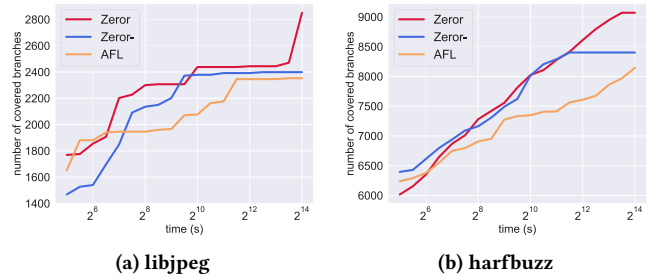 number of covered branches
2800
2600
2400
2200
2000
1800
1600
1400
Zeror
Zeror-
AFL
2^6
2^8
2^10
2^12
2^14
time (s)
(a) libjpeg
number of covered branches
9000
8500
8000
7500
7000
6500
6000
Zeror
Zeror-
AFL
2^6
2^8
2^10
2^12
2^14
time (s)
(b) harfbuzz